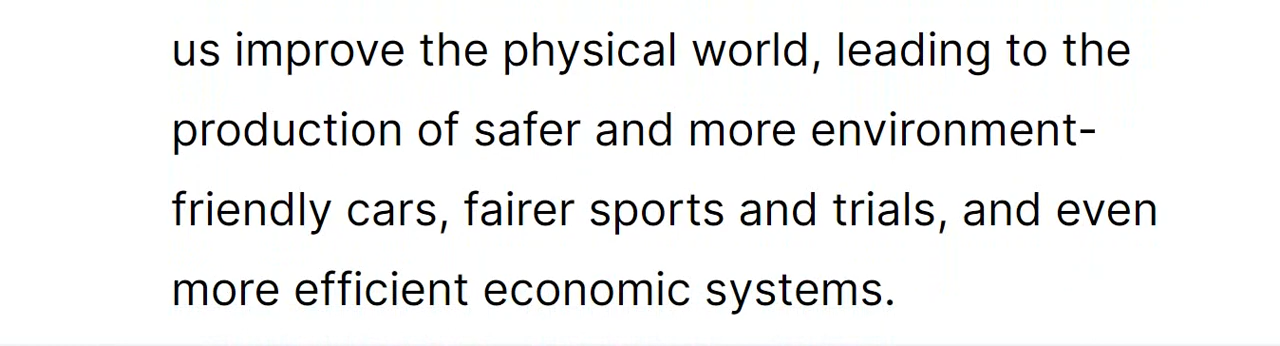 us improve the physical world, leading to the
production of safer and more environment-
friendly cars, fairer sports and trials, and even
more efficient economic systems.